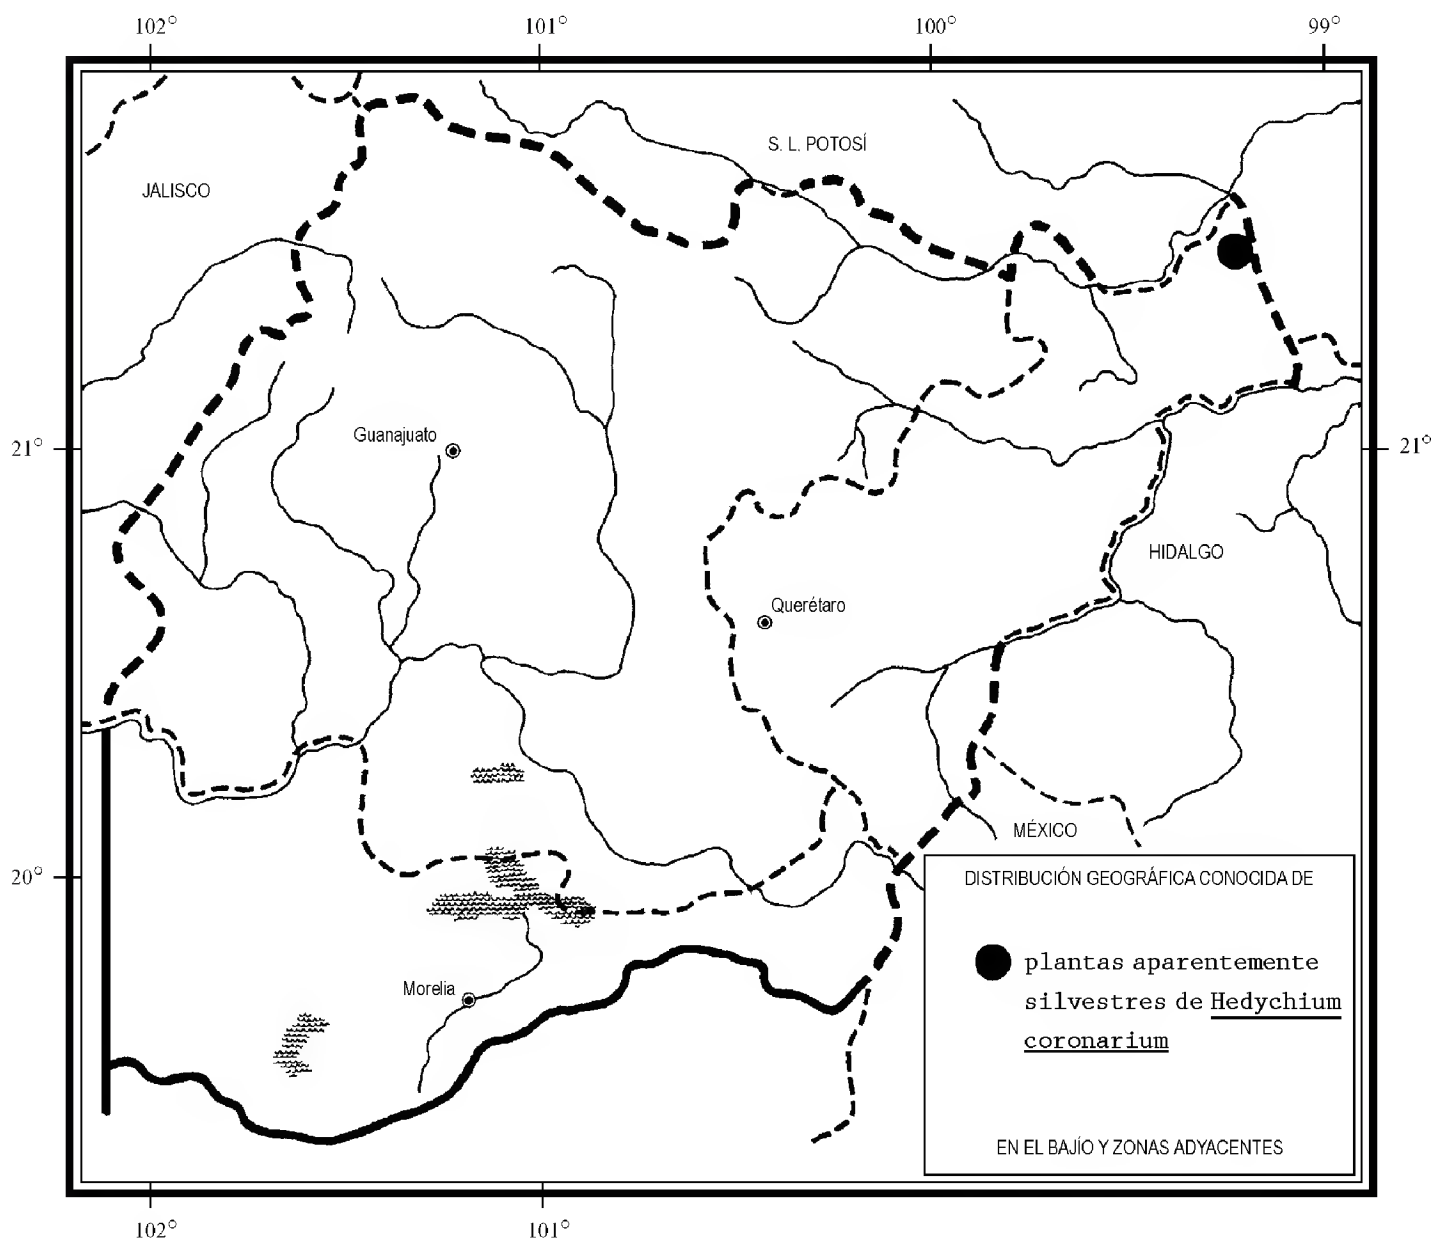 102° 101° 100° 99°
S. L. POTOSÍ
JALISCO
Guanajuato
21° 21°
HIDALGO
Querétaro
MÉXICO
20°
DISTRIBUCIÓN GEOGRÁFICA CONOCIDA DE
plantas aparentemente
silvestres de Hedychium
coronarium
Morelia
EN EL BAJÍO Y ZONAS ADYACENTES
102° 101°